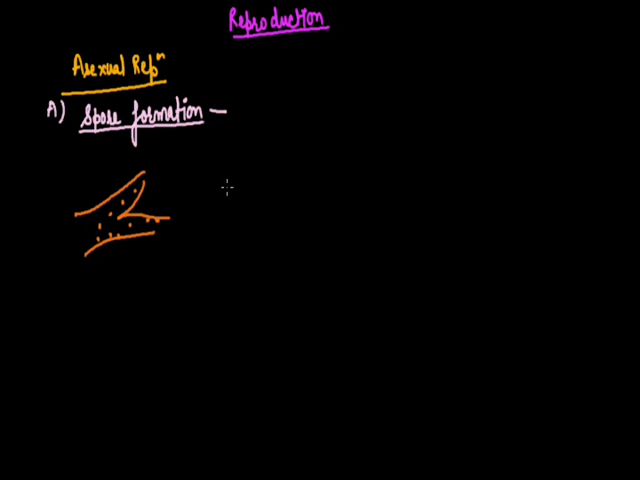 Reproduction
Asexual Repⁿ
A) Spore formation –